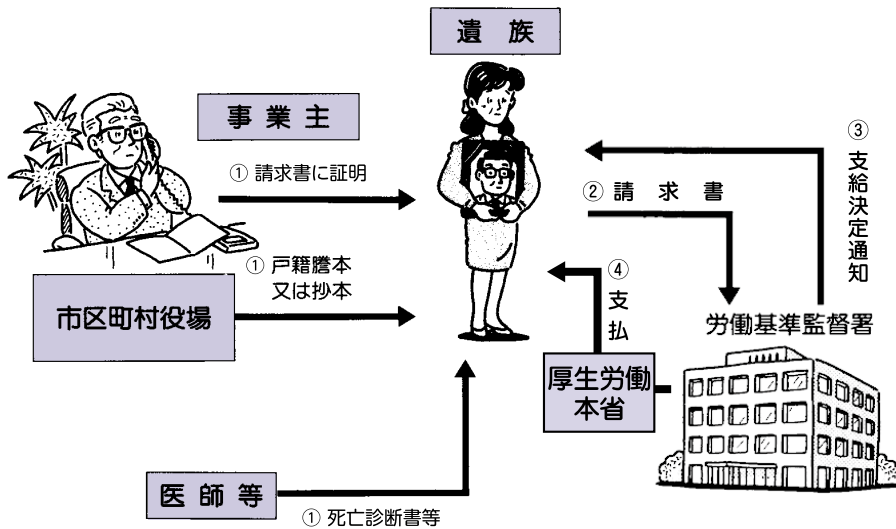 遺族
事業主
① 請求書に証明
③支給決定通知
② 請求書
① 戸籍謄本
又は抄本
市区町村役場
④支払
労働基準監督署
厚生労働
本省
医師等
① 死亡診断書等